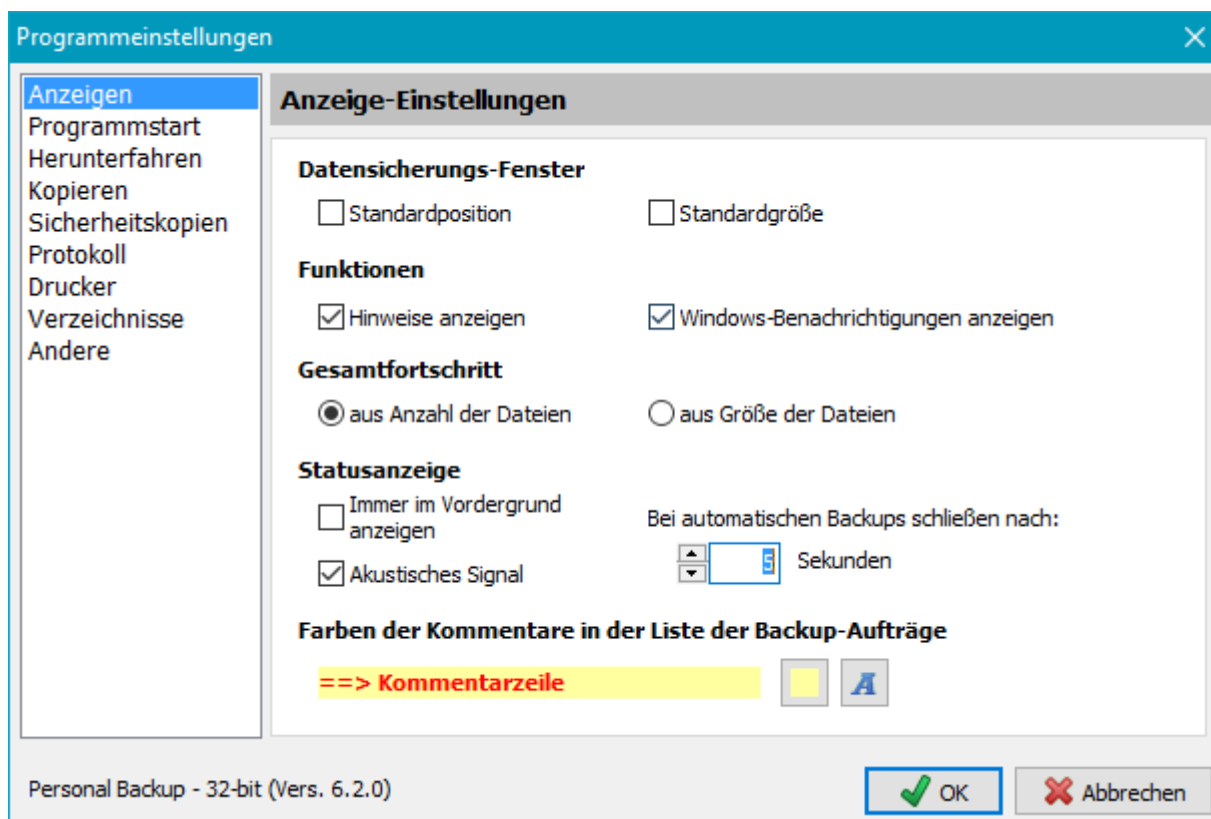 Programmeinstellungen
Anzeigen
Programmstart
Herunterfahren
Kopieren
Sicherheitskopien
Protokoll
Drucker
Verzeichnisse
Andere
Anzeige-Einstellungen
Datensicherungs-Fenster
Standardposition
Standardgröße
Funktionen
Hinweise anzeigen
Windows-Benachrichtigungen anzeigen
Gesamtfortschritt
aus Anzahl der Dateien
aus Größe der Dateien
Statusanzeige
Immer im Vordergrund
anzeigen
Bei automatischen Backups schließen nach:
5 Sekunden
Akustisches Signal
Farben der Kommentare in der Liste der Backup-Aufträge
==> Kommentarzeile
A
Personal Backup - 32-bit (Vers. 6.2.0)
OK
Abbrechen